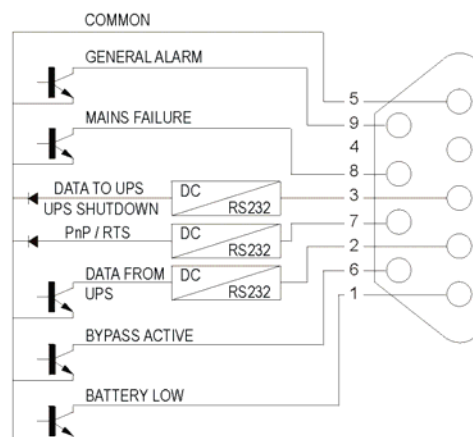 COMMON
GENERAL ALARM
5
9
MAINS FAILURE
4
8
DATA TO UPS
DC
3
UPS SHUTDOWN
RS232
PnP / RTS
DC
7
RS232
2
DATA FROM
DC
UPS
RS232
6
1
BYPASS ACTIVE
BATTERY LOW